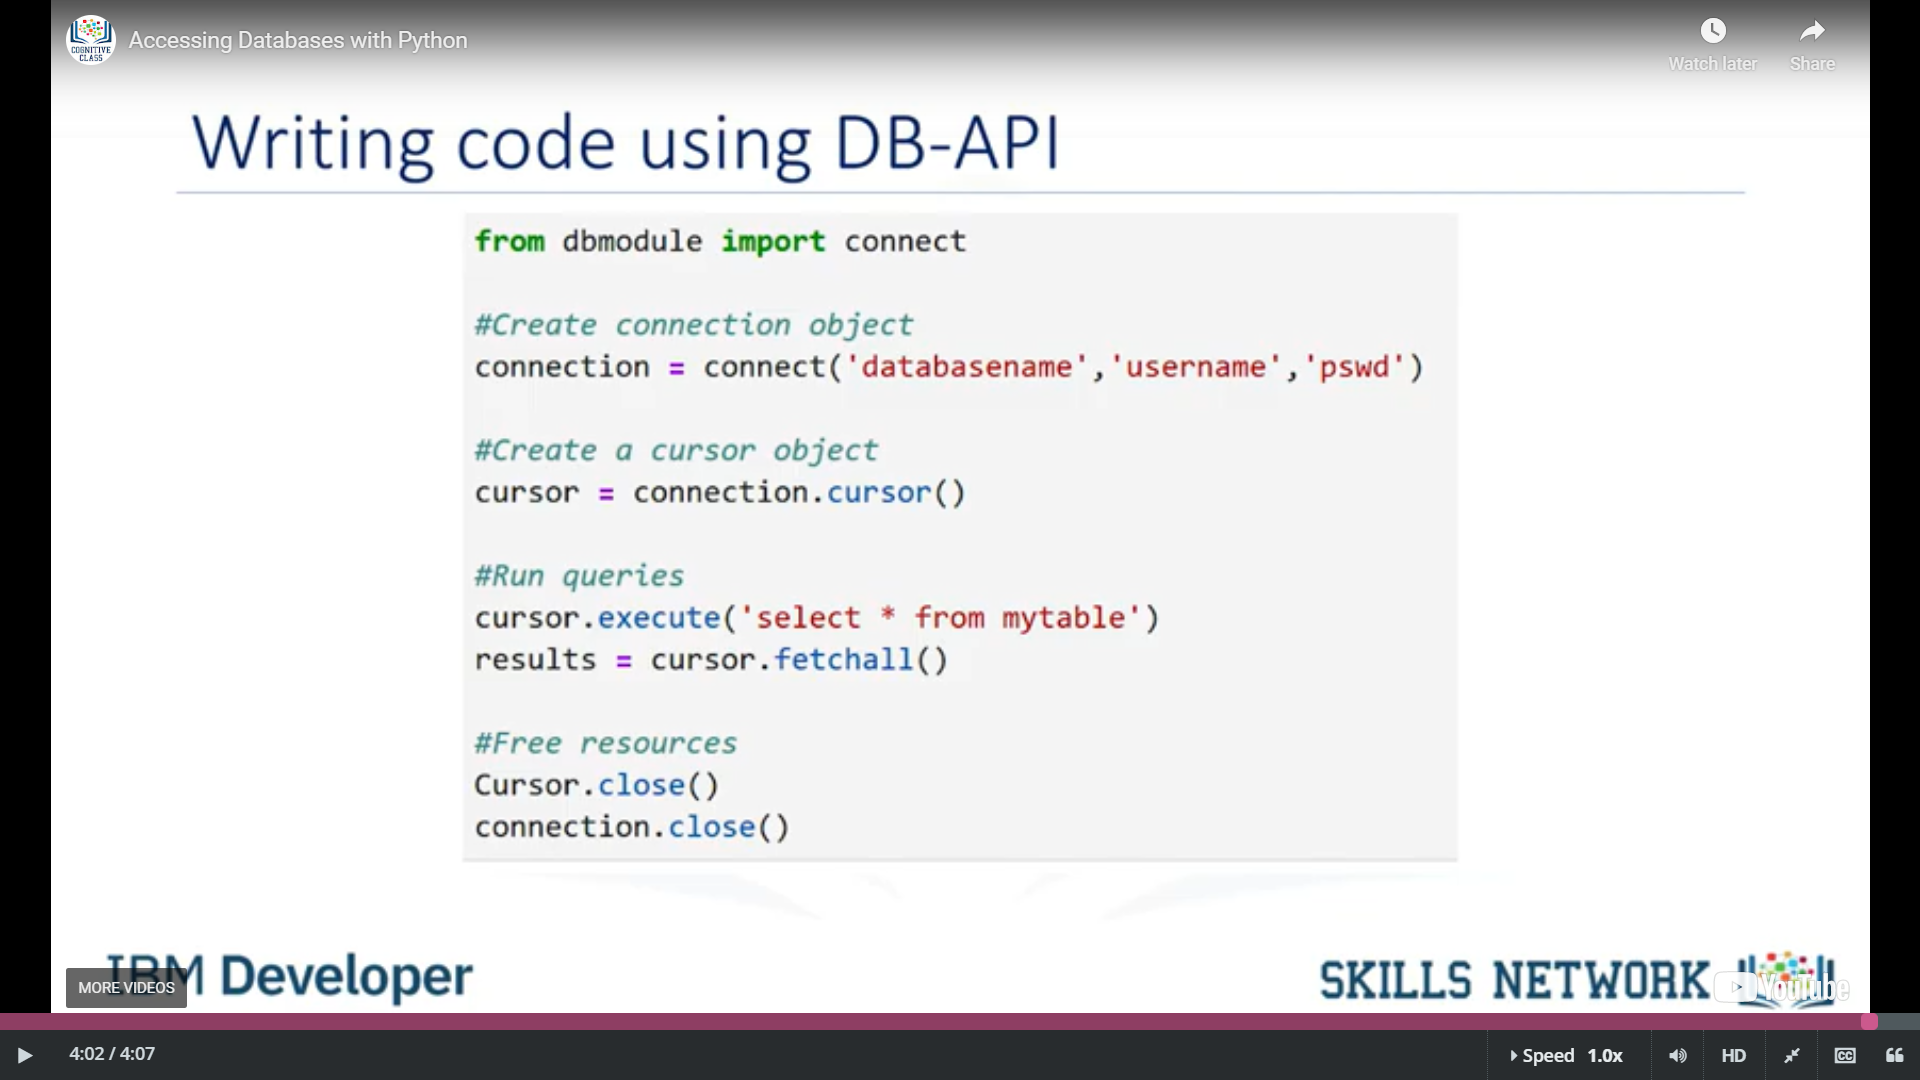 COGNITIVE
CLASS
Accessing Databases with Python
Watch later
Share
Writing code using DB-API
from dbmodule import connect
#Create connection object
connection = connect('databasename','username','pswd')
#Create a cursor object
cursor = connection.cursor()
#Run queries
cursor.execute('select * from mytable')
results = cursor.fetchall()
#Free resources
Cursor.close()
connection.close()
IBM Developer
MORE VIDEOS
SKILLS NETWORK
YouTube
4:02 / 4:07
Speed 1.0x
HD
CC